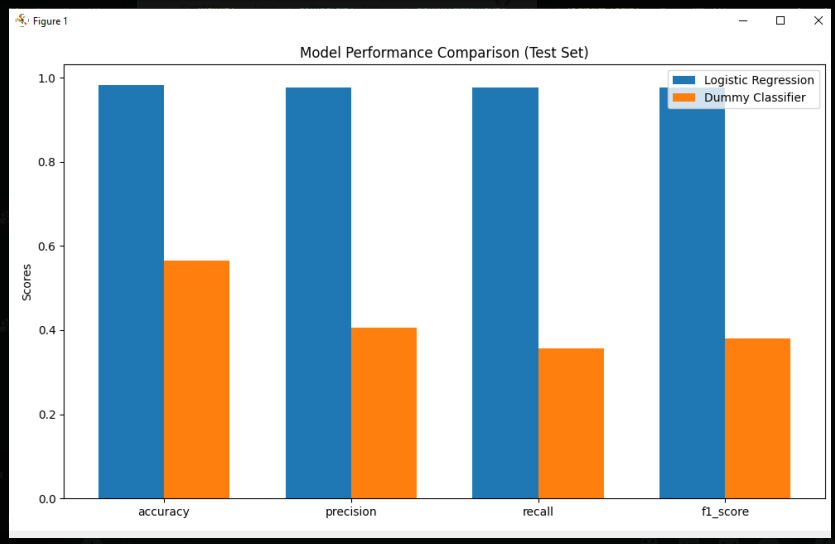 Figure 1
Model Performance Comparison (Test Set)
Logistic Regression
Dummy Classifier
1.0
0.8
0.6
0.4
0.2
0.0
Scores
accuracy precision recall f1_score